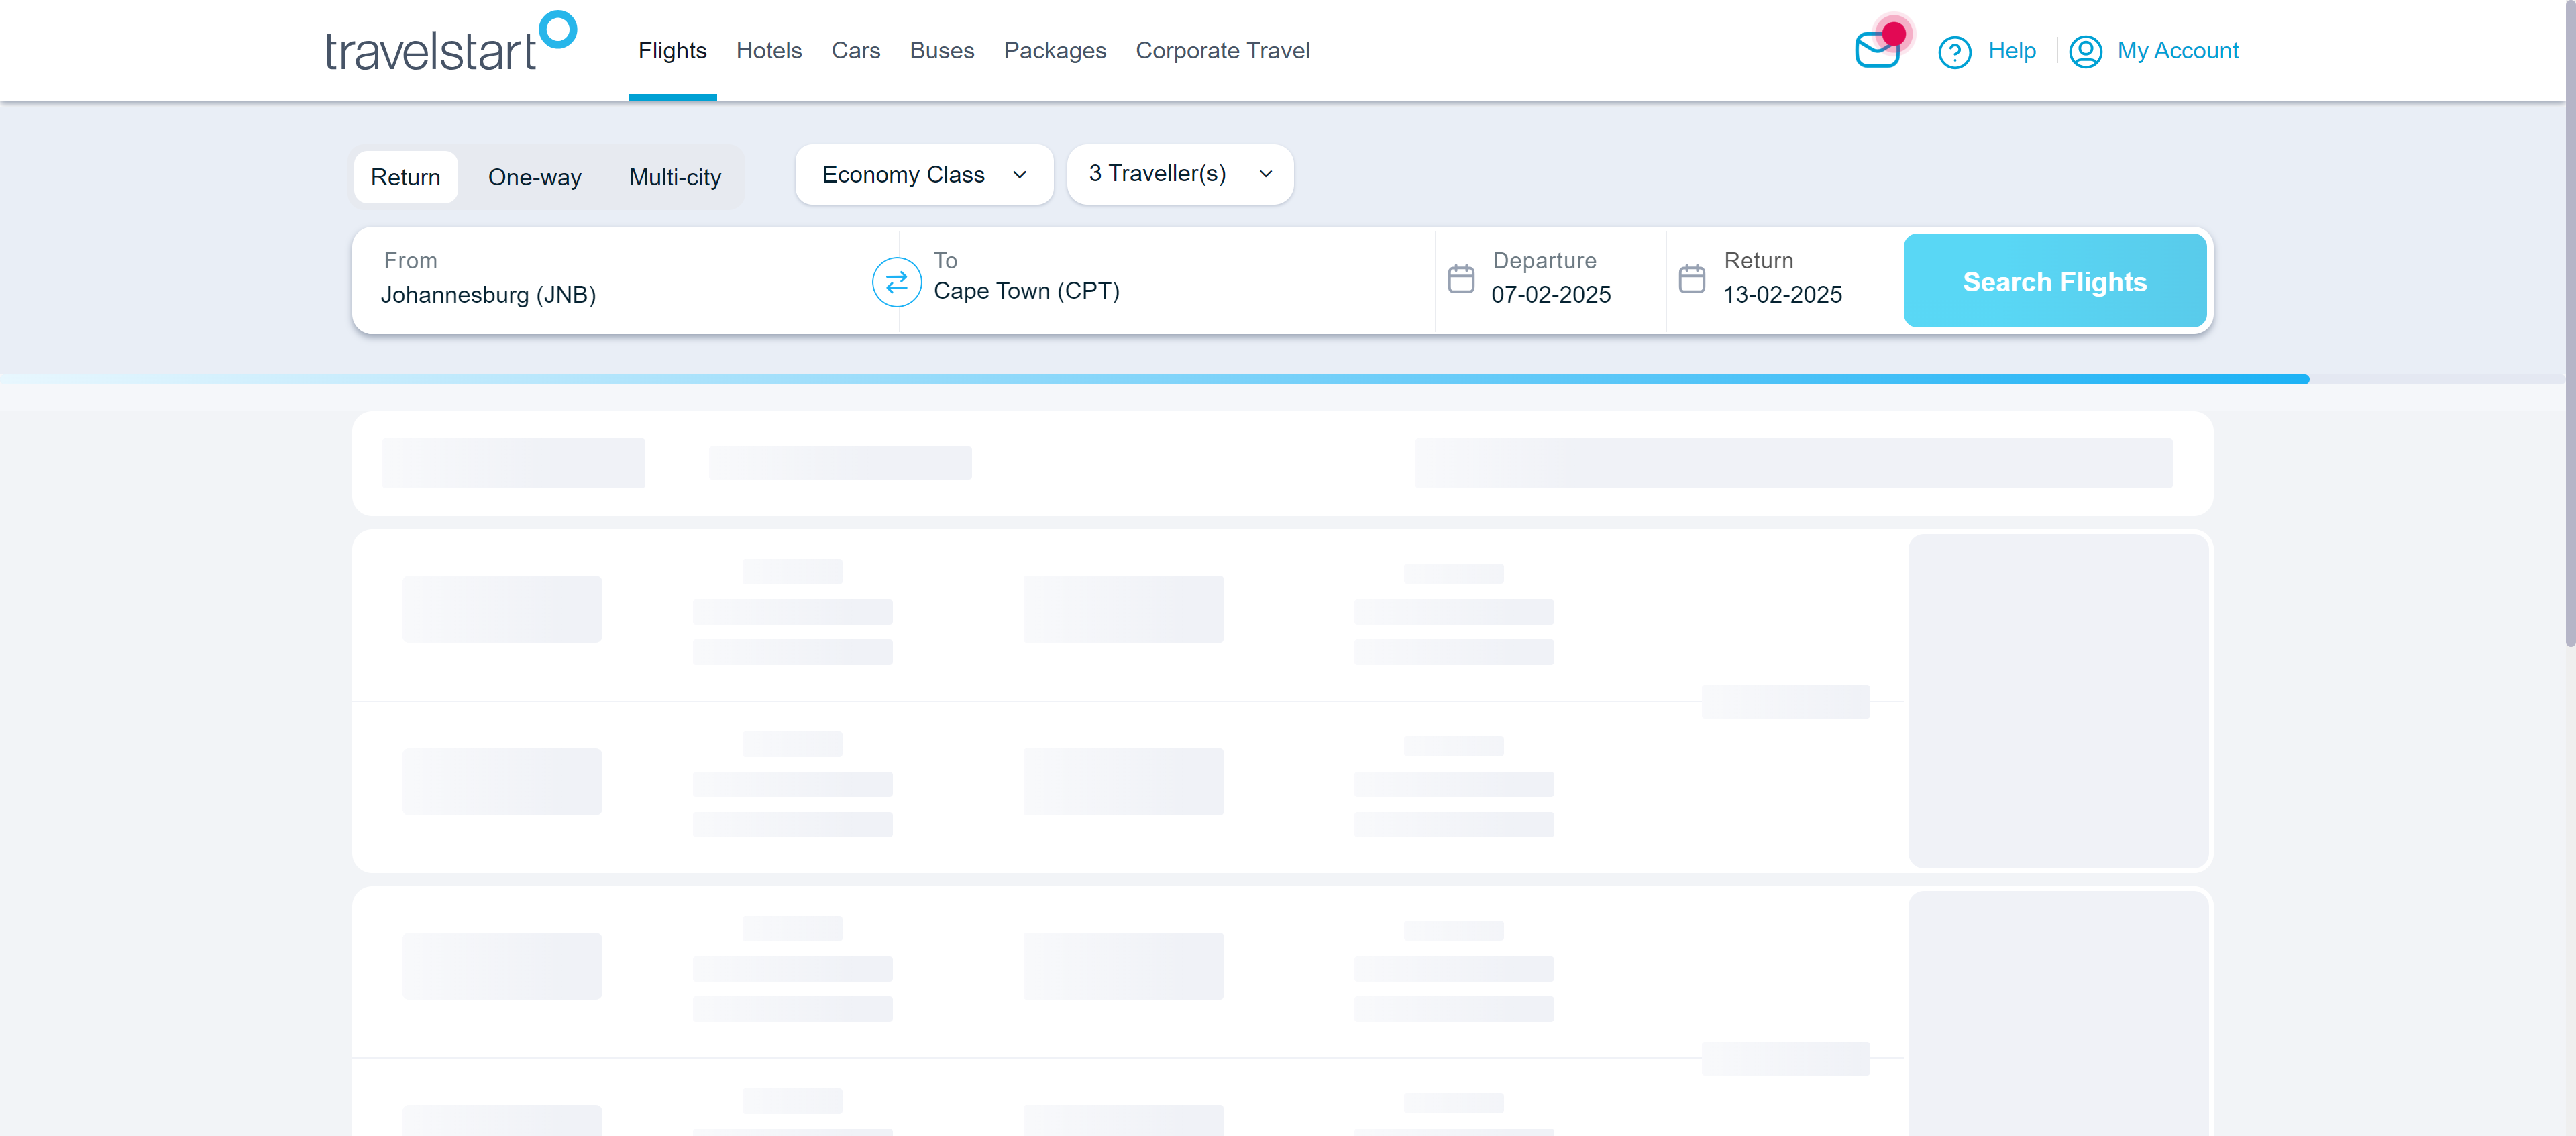 travelstart
Flights Hotels Cars Buses Packages Corporate Travel
Help My Account
Return One-way Multi-city Economy Class 3 Traveller(s)
From
Johannesburg (JNB)
To
Cape Town (CPT)
Departure
07-02-2025
Return
13-02-2025
Search Flights